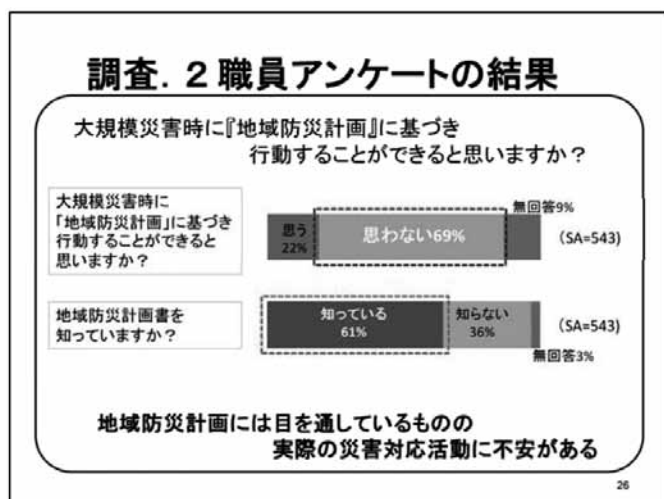 調査．2 職員アンケートの結果
大規模災害時に『地域防災計画』に基づき
行動することができると思いますか？
大規模災害時に
「地域防災計画」に基づき
行動することができると
思いますか？
思う
22%
思わない69%
無回答9%
(SA=543)
地域防災計画書を
知っていますか？
知っている
61%
知らない
36%
無回答3%
(SA=543)
地域防災計画には目を通しているものの
実際の災害対応活動に不安がある
26